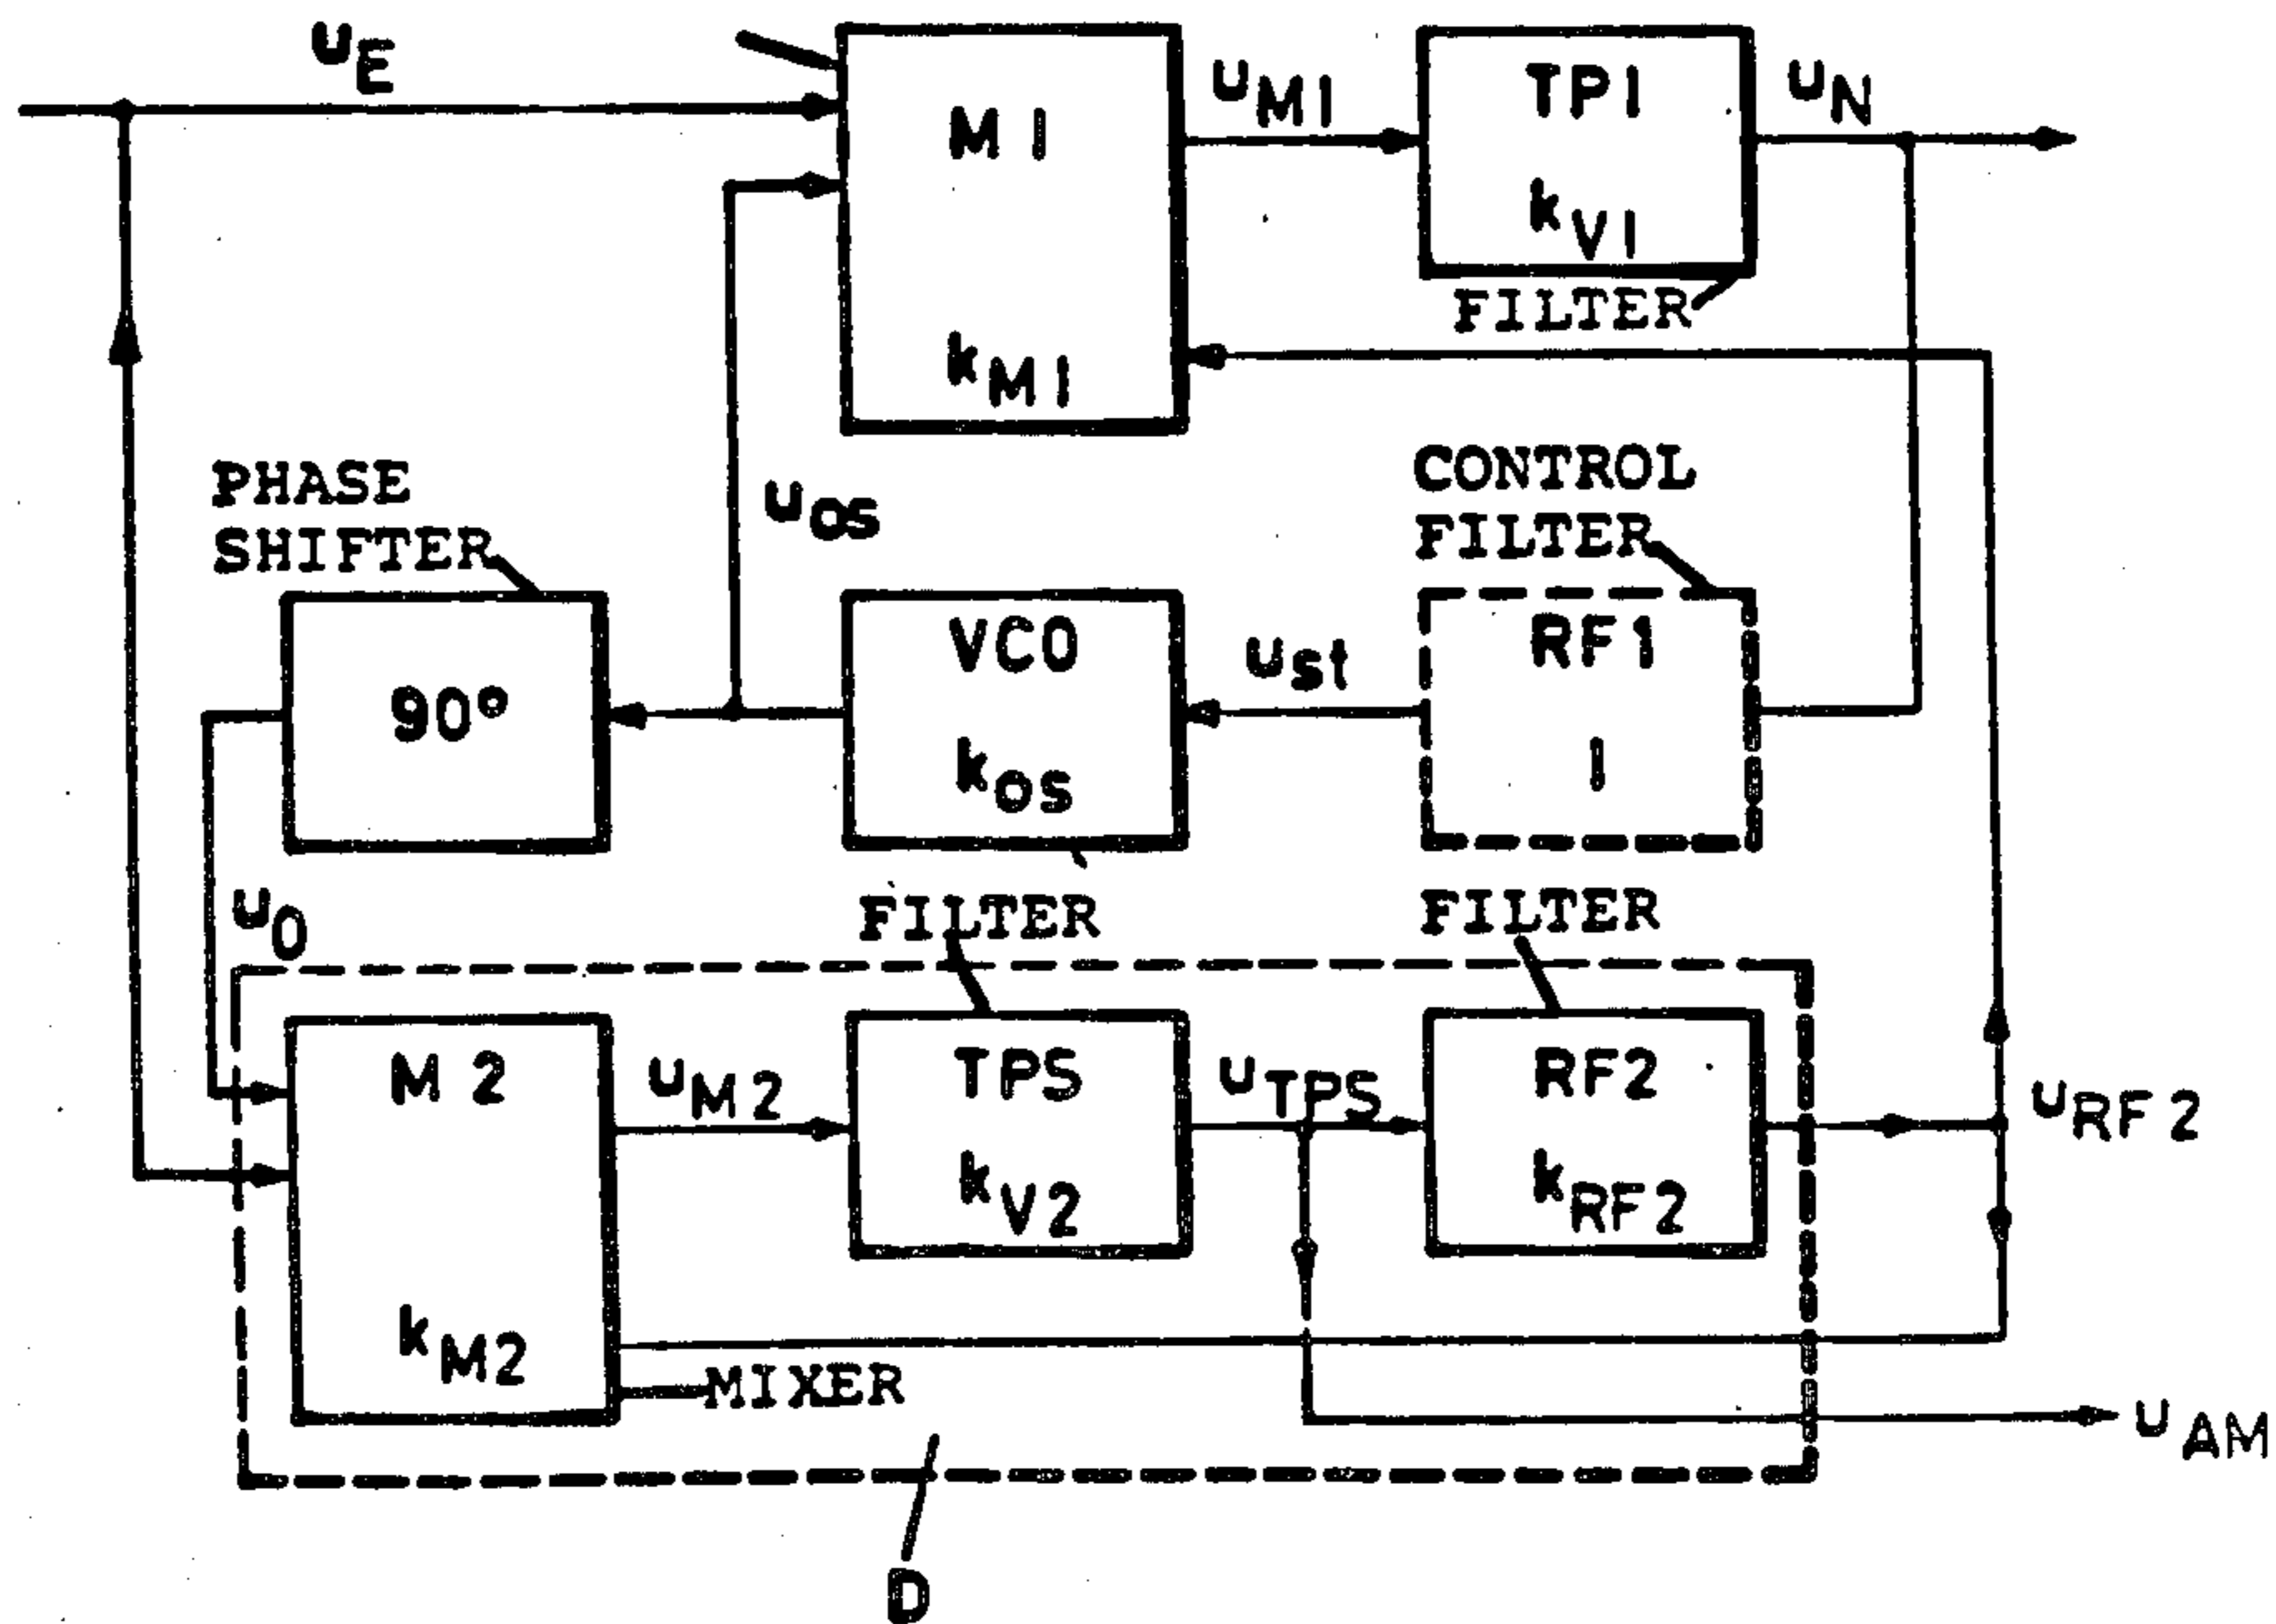 uE
M1
kM1
uM1
TP1
kV1
FILTER
uN
PHASE
SHIFTER
90°
uos
VCO
kos
ust
CONTROL
FILTER
RF1
1
uO
FILTER
FILTER
M2
kM2
uM2
TPS
kV2
uTPS
RF2
kRF2
uRF2
MIXER
uAM
D